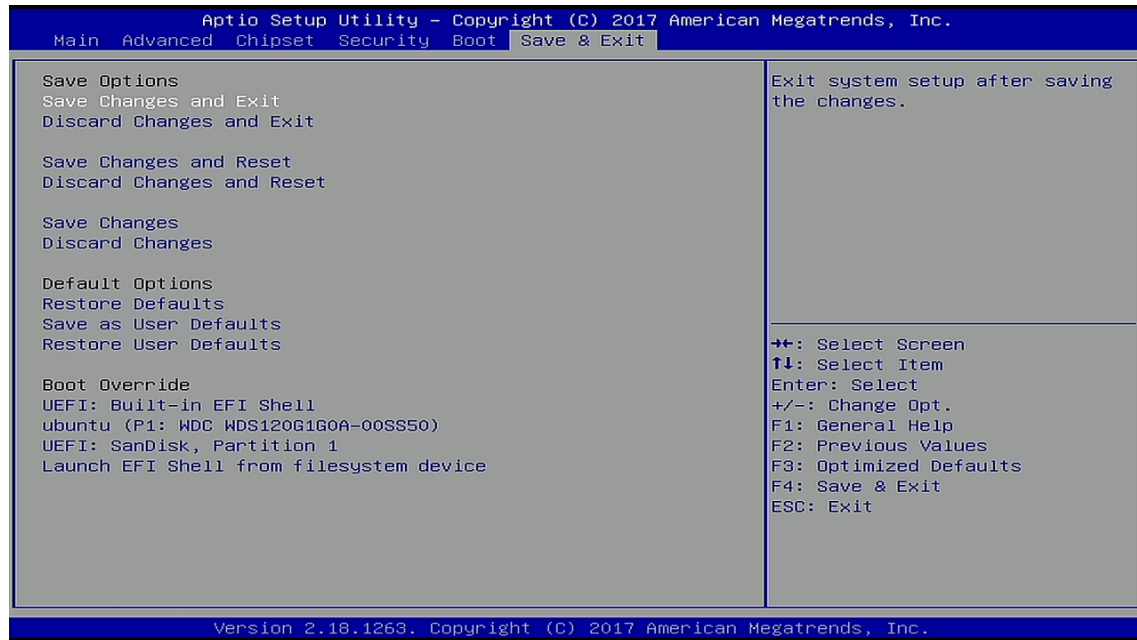 Aptio Setup Utility – Copyright (C) 2017 American Megatrends, Inc.
Main Advanced Chipset Security Boot Save & Exit
Save Options
Save Changes and Exit
Discard Changes and Exit
Save Changes and Reset
Discard Changes and Reset
Save Changes
Discard Changes
Default Options
Restore Defaults
Save as User Defaults
Restore User Defaults
Boot Override
UEFI: Built-in EFI Shell
ubuntu (P1: WDC WDS120G1G0A-00SS50)
UEFI: SanDisk, Partition 1
Launch EFI Shell from filesystem device
Exit system setup after saving
the changes.
→←: Select Screen
↑↓: Select Item
Enter: Select
+/-: Change Opt.
F1: General Help
F2: Previous Values
F3: Optimized Defaults
F4: Save & Exit
ESC: Exit
Version 2.18.1263. Copyright (C) 2017 American Megatrends, Inc.